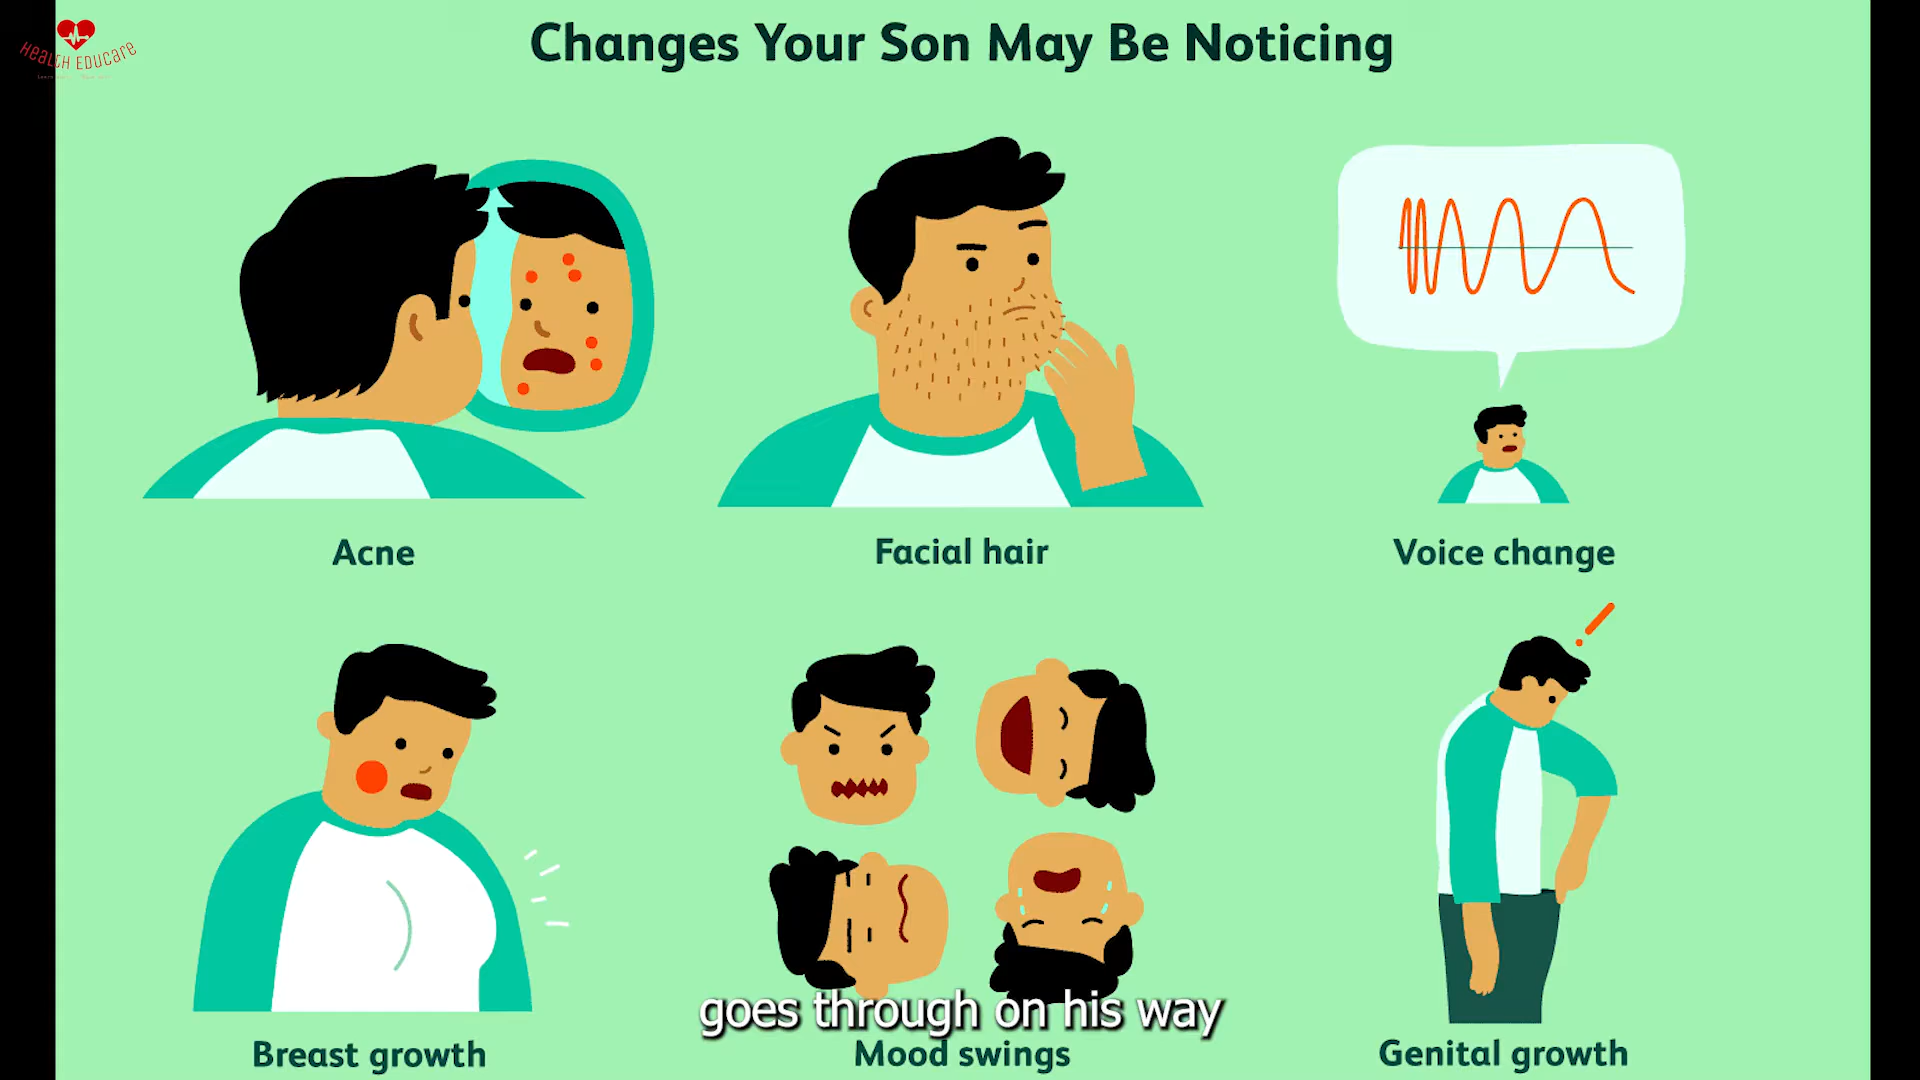 Changes Your Son May Be Noticing
HEALTH EDUCARE
Acne
Facial hair
Voice change
goes through on his way
Breast growth
Mood swings
Genital growth